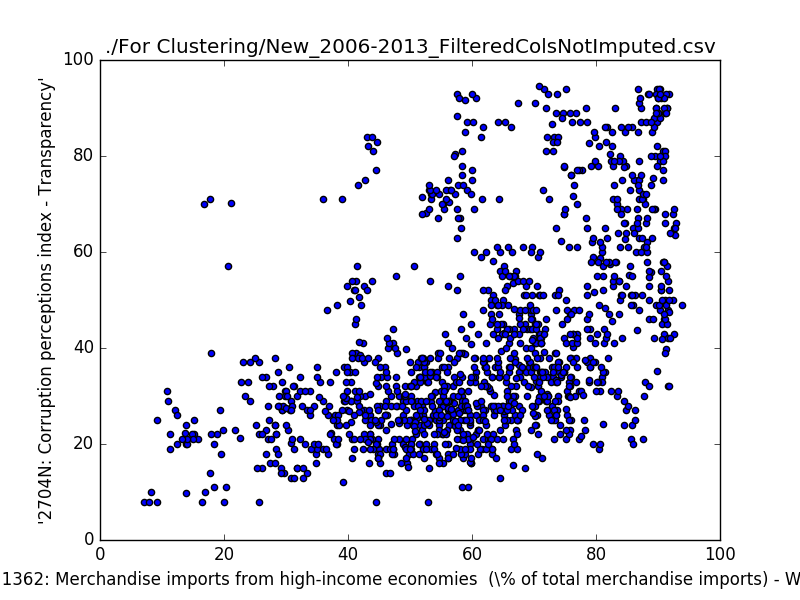 ./For Clustering/New_2006-2013_FilteredColsNotImputed.csv
'2704N: Corruption perceptions index - Transparency'
100
80
60
40
20
0
0 20 40 60 80 100
1362: Merchandise imports from high-income economies (\% of total merchandise imports) - W